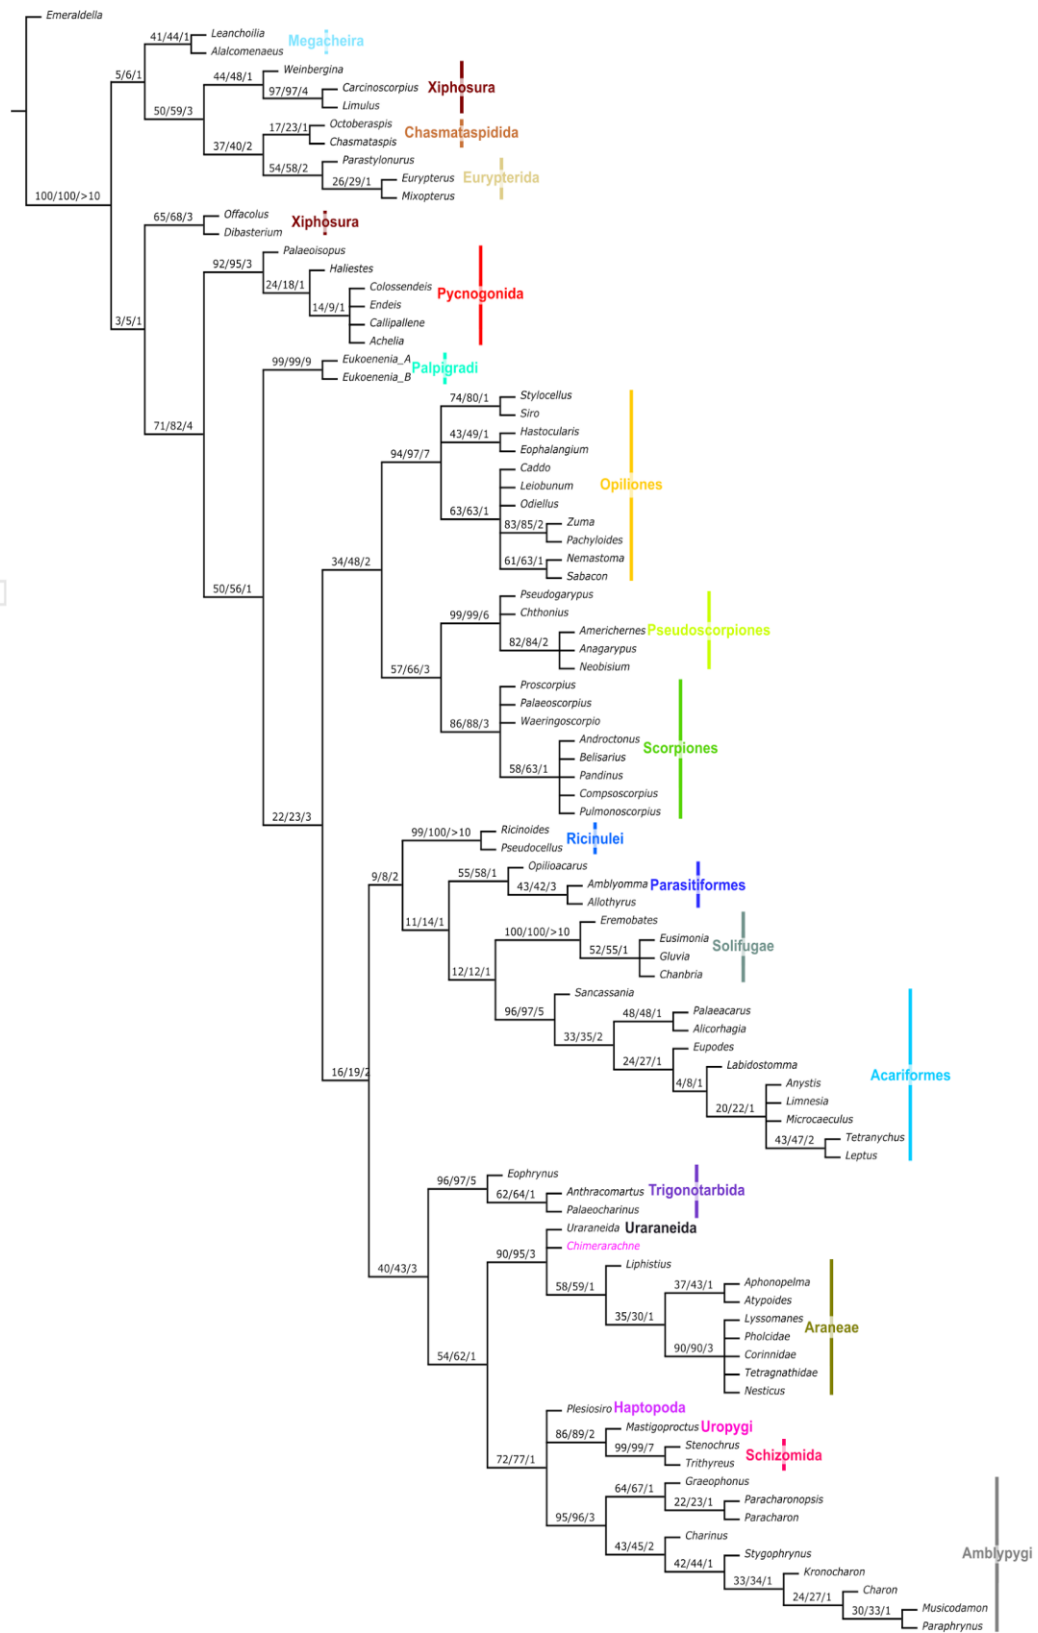 Emeraldella
41/44/1
Leanchoilia
Alalcomenaeus
Megacheira
5/6/1
44/48/1
Weinbergina
97/97/4
Carcinoscorpius
Limulus
Xiphosura
50/59/3
17/23/1
Octoberaspis
Chasmataspis
Chasmataspidida
37/40/2
Parastylonurus
54/58/2
26/29/1
Eurypterus
Mixopterus
Eurypterida
100/100/>10
65/68/3
Offacolus
Dibasterium
Xiphosura
92/95/3
Palaeoisopus
Haliestes
24/18/1
Colossendeis
14/9/1
Endeis
Callipallene
Achelia
Pycnogonida
3/5/1
99/99/9
Eukoenenia_A
Eukoenenia_B
Palpigradi
71/82/4
74/80/1
Stylocellus
Siro
43/49/1
Hastocularis
Eophalangium
94/97/7
Caddo
Leiobunum
Odiellus
63/63/1
83/85/2
Zuma
Pachyloides
61/63/1
Nemastoma
Sabacon
Opiliones
34/48/2
50/56/1
Pseudogarypus
99/99/6
Chthonius
Americhernes
82/84/2
Anagarypus
Neobisium
Pseudoscorpiones
57/66/3
Proscorpius
Palaeoscorpius
86/88/3
Waeringoscorpio
Androctonus
Belisarius
58/63/1
Pandinus
Compsoscorpius
Pulmonoscorpius
Scorpiones
22/23/3
99/100/>10
Ricinoides
Pseudocellus
Ricinulei
9/8/2
55/58/1
Opilioacarus
43/42/3
Amblyomma
Allothyrus
Parasitiformes
11/14/1
100/100/>10
Eremobates
52/55/1
Eusimonia
Gluvia
Chanbria
Solifugae
12/12/1
Sancassania
96/97/5
48/48/1
Palaeacarus
Alicorhagia
33/35/2
Eupodes
24/27/1
Labidostomma
4/8/1
Anystis
Limnesia
20/22/1
Microcaeculus
43/47/2
Tetranychus
Leptus
Acariformes
16/19/2
96/97/5
Eophrynus
62/64/1
Anthracomartus
Palaeocharinus
Trigonotarbida
Uraraneida Uraraneida
90/95/3
Chimerarachne
40/43/3
Liphistius
58/59/1
37/43/1
Aphonopelma
Atypoides
35/30/1
Lyssomanes
Pholcidae
90/90/3
Corinnidae
Tetragnathidae
Nesticus
Araneae
54/62/1
Plesiosiro Haptopoda
86/89/2
Mastigoproctus Uropygi
99/99/7
Stenochrus
Trithyreus
Schizomida
72/77/1
64/67/1
Graeophonus
22/23/1
Paracharonopsis
Paracharon
95/96/3
Charinus
43/45/2
Stygophrynus
42/44/1
Kronocharon
33/34/1
Charon
24/27/1
30/33/1
Musicodamon
Paraphrynus
Amblypygi